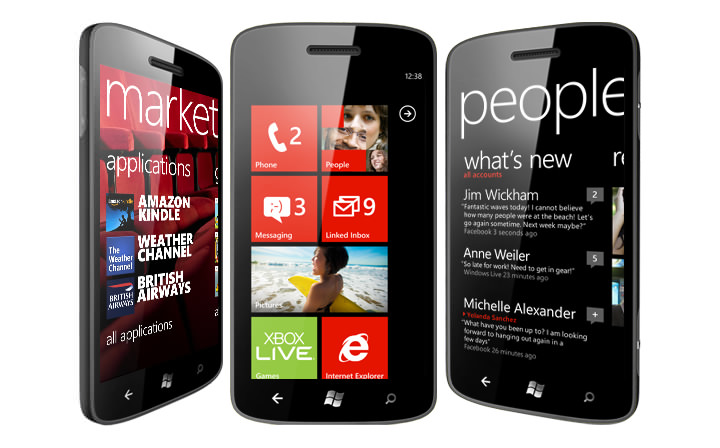 market
applications
AMAZON
KINDLE
The
Weather
Channel
WEATHER
CHANNEL
BRITISH
AIRWAYS
BRITISH
AIRWAYS
all applications
12:38
2
Phone
People
3
Messaging
9
Linked Inbox
Pictures
XBOX
LIVE
Games
Internet Explorer
people
what's new
re
all accounts
Jim Wickham
2
"Fantastic waves today! I cannot believe
how many people were at the beach! Let's
go again sometime. Next week maybe?"
Facebook 3 seconds ago
Anne Weiler
5
"So late for work! Need to get in gear!"
Windows Live 23 minutes ago
Michelle Alexander
+
Yolanda Sanchez
"What have you been up to? I am looking
forward to hanging out again in a
few days"
Facebook 26 minutes ago